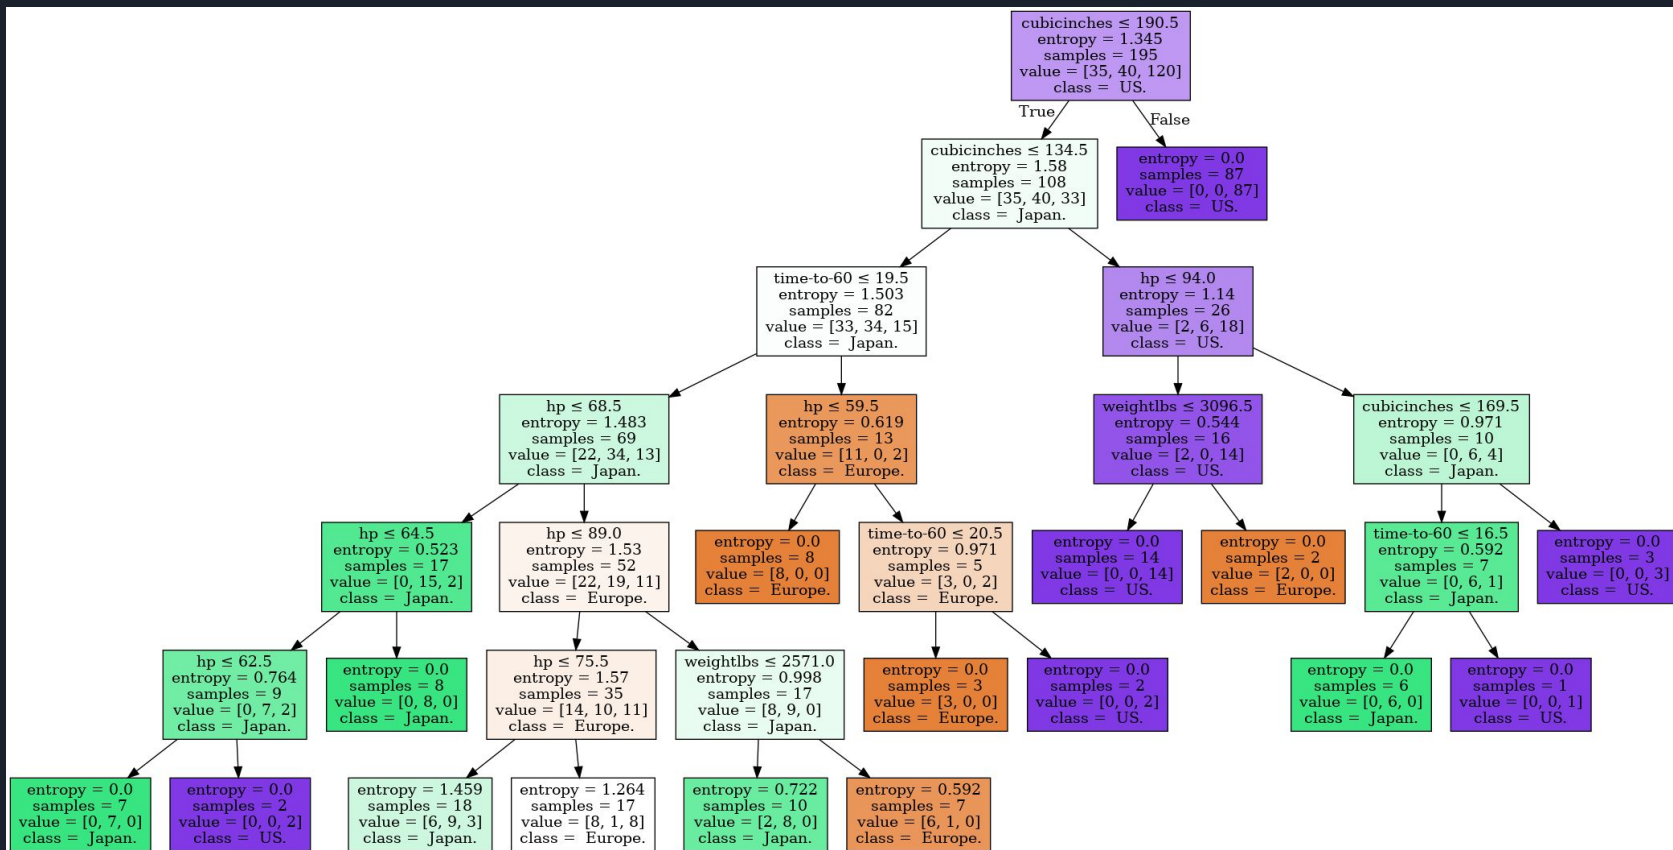 cubicinches ≤ 190.5
entropy = 1.345
samples = 195
value = [35, 40, 120]
class = US.
True
False
cubicinches ≤ 134.5
entropy = 1.58
samples = 108
value = [35, 40, 33]
class = Japan.
entropy = 0.0
samples = 87
value = [0, 0, 87]
class = US.
time-to-60 ≤ 19.5
entropy = 1.503
samples = 82
value = [33, 34, 15]
class = Japan.
hp ≤ 94.0
entropy = 1.14
samples = 26
value = [2, 6, 18]
class = US.
hp ≤ 68.5
entropy = 1.483
samples = 69
value = [22, 34, 13]
class = Japan.
hp ≤ 59.5
entropy = 0.619
samples = 13
value = [11, 0, 2]
class = Europe.
weightlbs ≤ 3096.5
entropy = 0.544
samples = 16
value = [2, 0, 14]
class = US.
cubicinches ≤ 169.5
entropy = 0.971
samples = 10
value = [0, 6, 4]
class = Japan.
hp ≤ 64.5
entropy = 0.523
samples = 17
value = [0, 15, 2]
class = Japan.
hp ≤ 89.0
entropy = 1.53
samples = 52
value = [22, 19, 11]
class = Europe.
entropy = 0.0
samples = 8
value = [8, 0, 0]
class = Europe.
time-to-60 ≤ 20.5
entropy = 0.971
samples = 5
value = [3, 0, 2]
class = Europe.
entropy = 0.0
samples = 14
value = [0, 0, 14]
class = US.
entropy = 0.0
samples = 2
value = [2, 0, 0]
class = Europe.
time-to-60 ≤ 16.5
entropy = 0.592
samples = 7
value = [0, 6, 1]
class = Japan.
entropy = 0.0
samples = 3
value = [0, 0, 3]
class = US.
hp ≤ 62.5
entropy = 0.764
samples = 9
value = [0, 7, 2]
class = Japan.
entropy = 0.0
samples = 8
value = [0, 8, 0]
class = Japan.
hp ≤ 75.5
entropy = 1.57
samples = 35
value = [14, 10, 11]
class = Europe.
weightlbs ≤ 2571.0
entropy = 0.998
samples = 17
value = [8, 9, 0]
class = Japan.
entropy = 0.0
samples = 3
value = [3, 0, 0]
class = Europe.
entropy = 0.0
samples = 2
value = [0, 0, 2]
class = US.
entropy = 0.0
samples = 6
value = [0, 6, 0]
class = Japan.
entropy = 0.0
samples = 1
value = [0, 0, 1]
class = US.
entropy = 0.0
samples = 7
value = [0, 7, 0]
class = Japan.
entropy = 0.0
samples = 2
value = [0, 0, 2]
class = US.
entropy = 1.459
samples = 18
value = [6, 9, 3]
class = Japan.
entropy = 1.264
samples = 17
value = [8, 1, 8]
class = Europe.
entropy = 0.722
samples = 10
value = [2, 8, 0]
class = Japan.
entropy = 0.592
samples = 7
value = [6, 1, 0]
class = Europe.